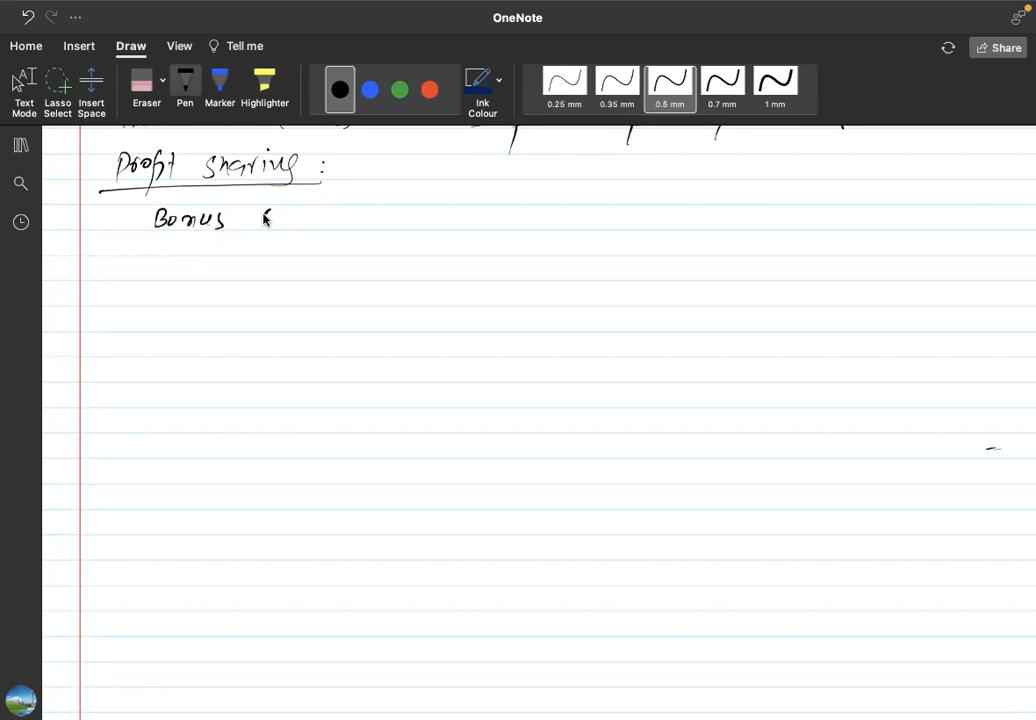 OneNote
Home Insert Draw View Tell me
Share
Text Mode
Lasso Select
Insert Space
Eraser
Pen
Marker
Highlighter
Ink Colour
0.25 mm 0.35 mm 0.5 mm 0.7 mm 1 mm
Profit sharing :
Bonus